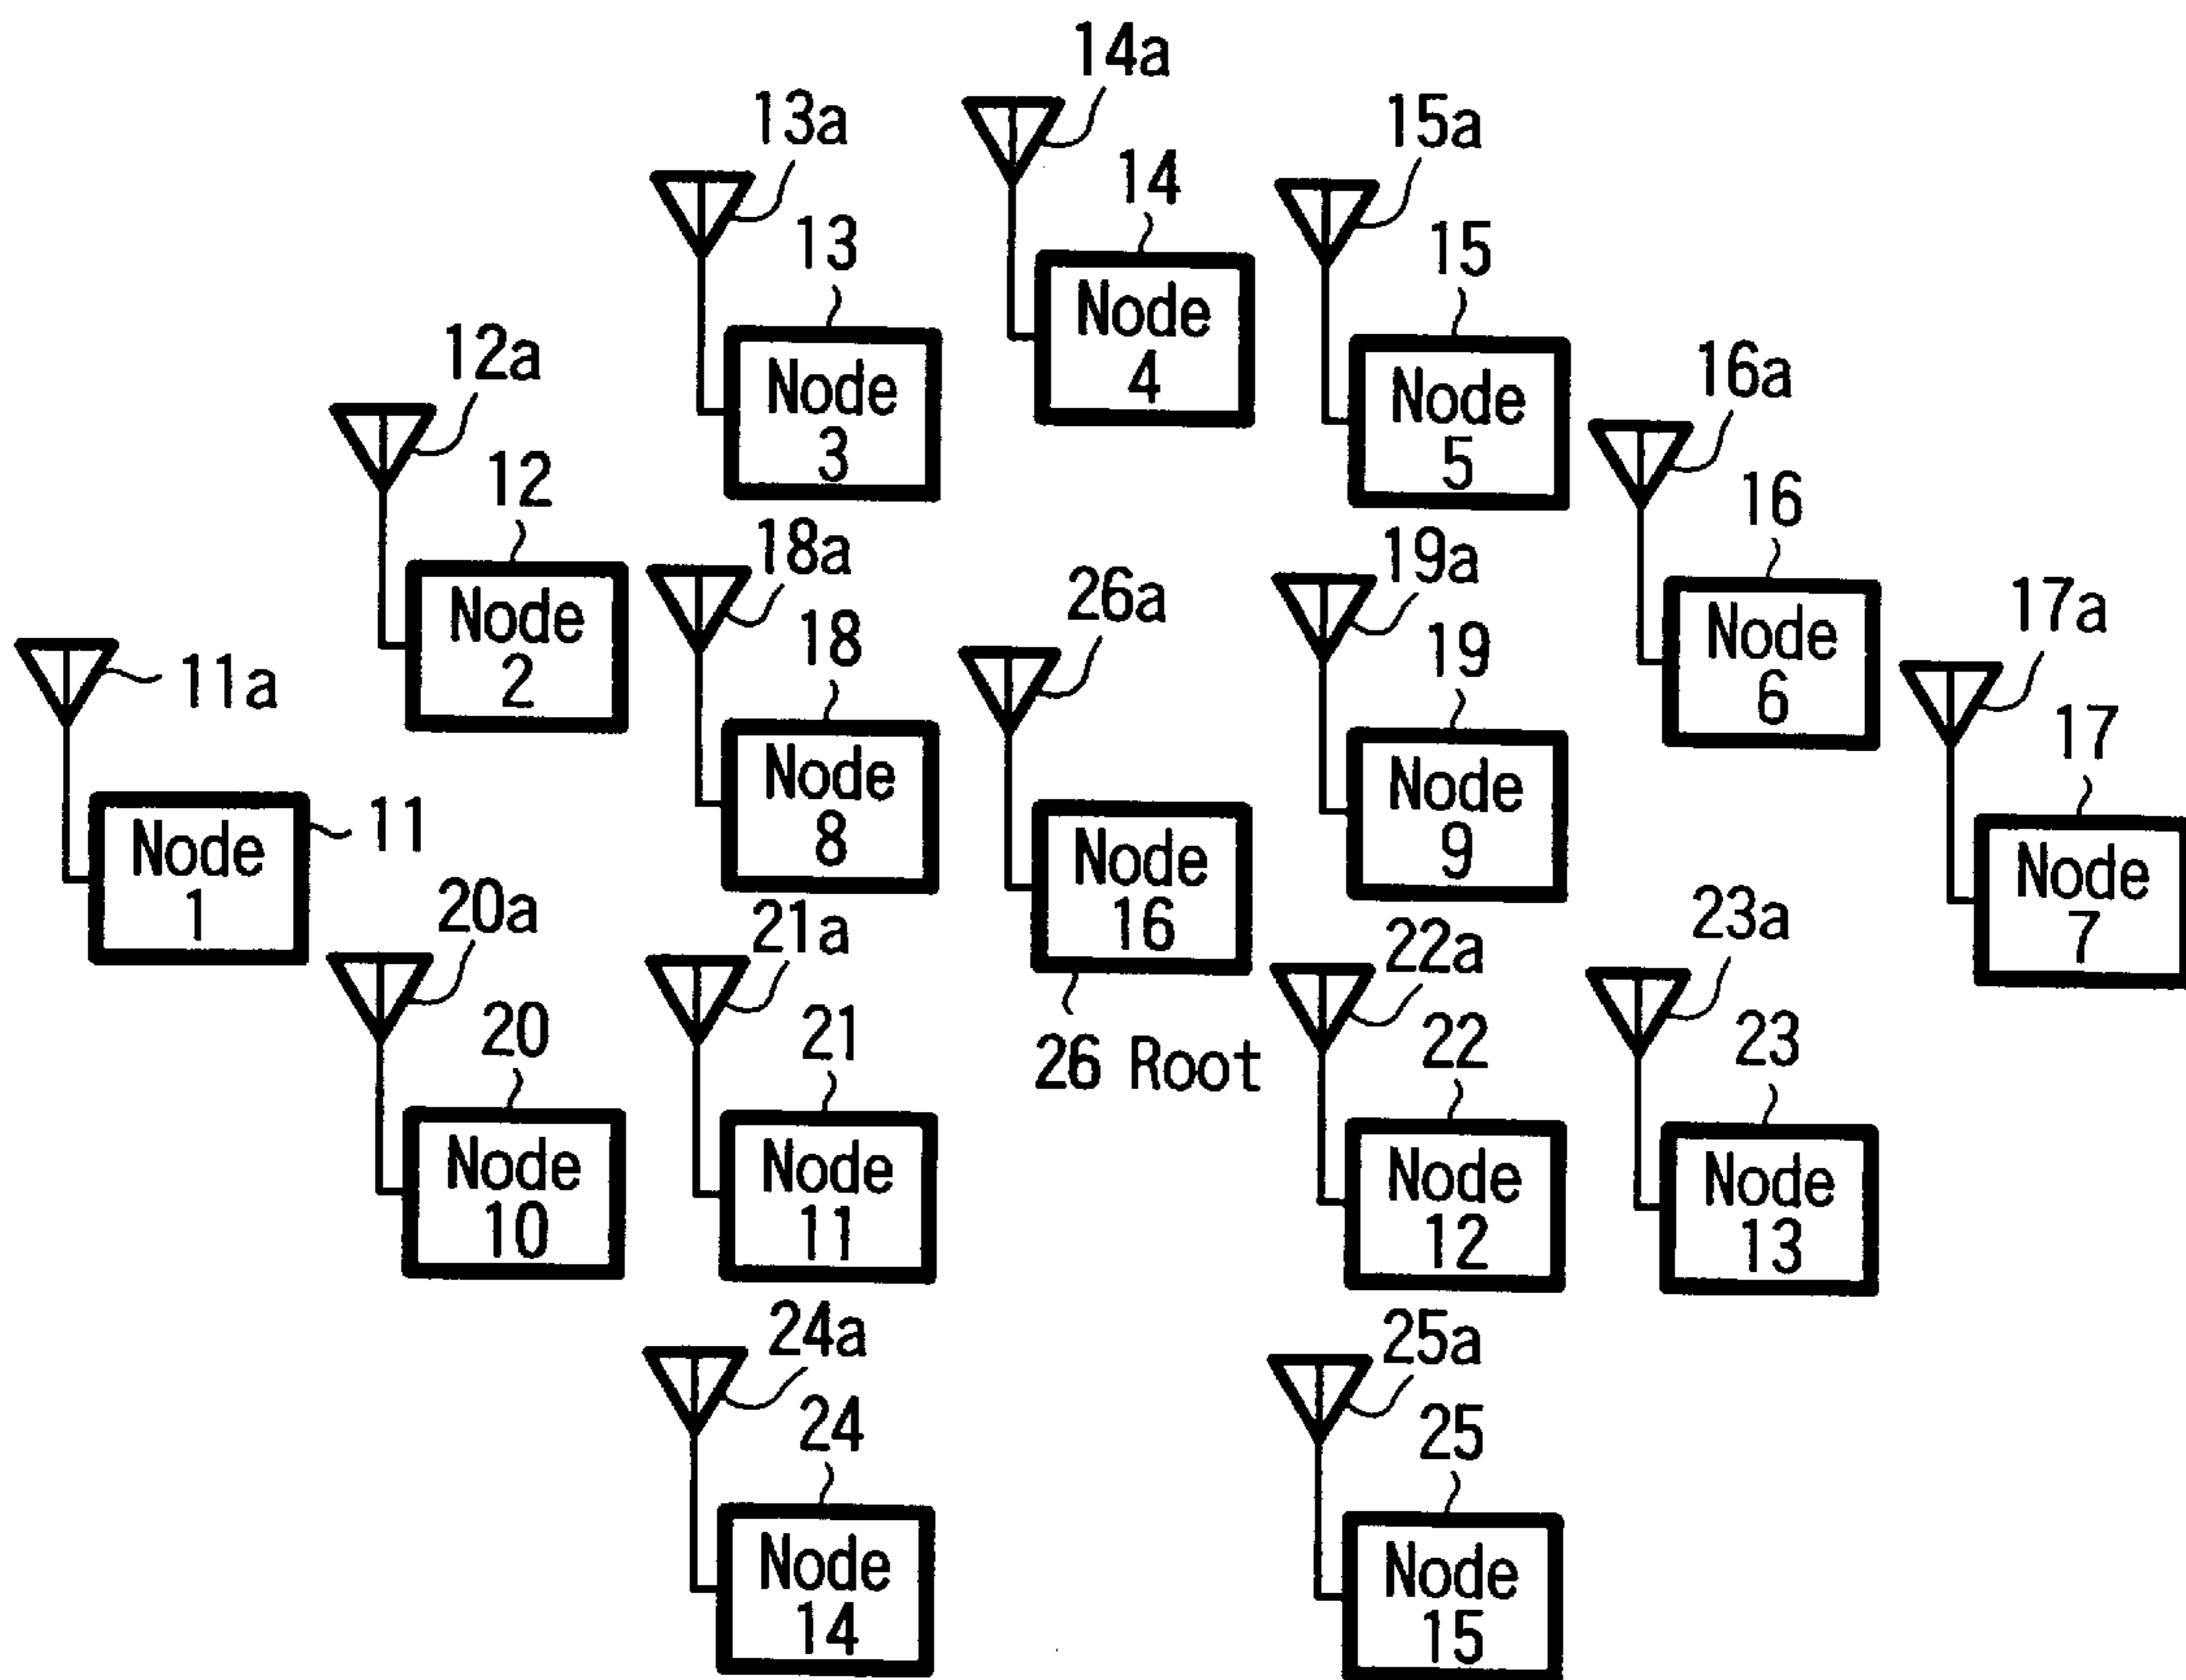 14a
13a
15a
14
13
15
Node
4
12a
Node
3
Node
5
16a
12
16
18a
19a
26a
17a
Node
2
18
19
Node
6
11a
17
Node
8
Node
9
11
Node
1
Node
16
Node
7
20a
21a
22a
23a
20
21
26 Root
22
23
Node
10
Node
11
Node
12
Node
13
24a
25a
24
25
Node
14
Node
15